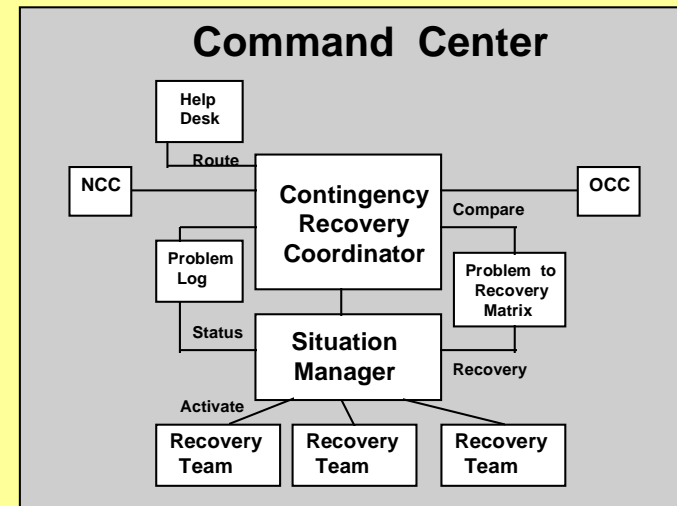 Command Center
Help
Desk
Route
NCC
Contingency
Recovery
Coordinator
OCC
Compare
Problem
Log
Problem to
Recovery
Matrix
Status
Situation
Manager
Recovery
Activate
Recovery
Team
Recovery
Team
Recovery
Team